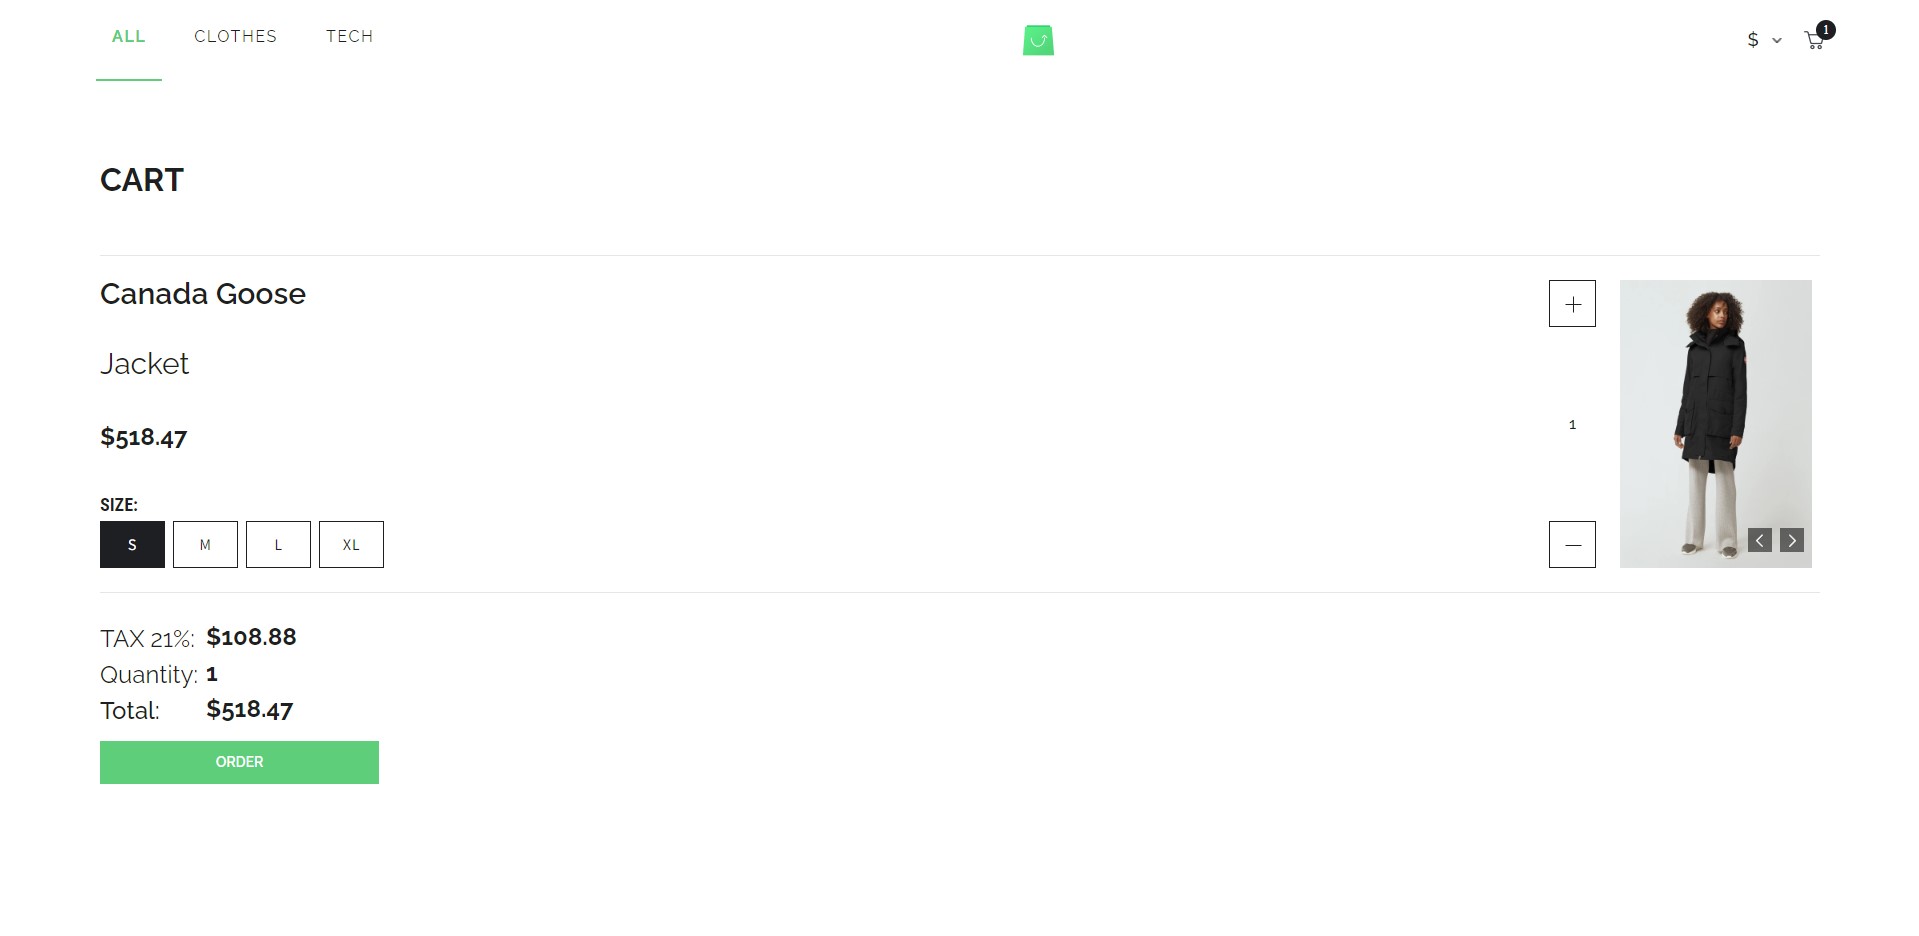 ALL CLOTHES TECH $ 1
CART
Canada Goose
Jacket
$518.47
1
SIZE:
S M L XL
TAX 21%: $108.88
Quantity: 1
Total: $518.47
ORDER